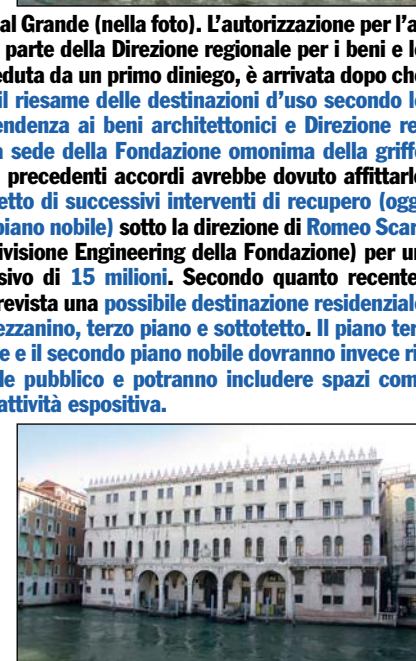 al Grande (nella foto). L'autorizzazione per l'a
parte della Direzione regionale per i beni e le
eduta da un primo diniego, è arrivata dopo che
il riesame delle destinazioni d'uso secondo le
endenza ai beni architettonici e Direzione re
sede della Fondazione omonima della griffe
precedenti accordi avrebbe dovuto affittarlo
etto di successivi interventi di recupero (oggi
piano nobile) sotto la direzione di Romeo Scar
ivisione Engineering della Fondazione) per un
sivo di 15 milioni. Secondo quanto recente
revista una possibile destinazione residenziale
ezzanino, terzo piano e sottotetto. Il piano ter
e e il secondo piano nobile dovranno invece ri
le pubblico e potranno includere spazi com
attività espositiva.